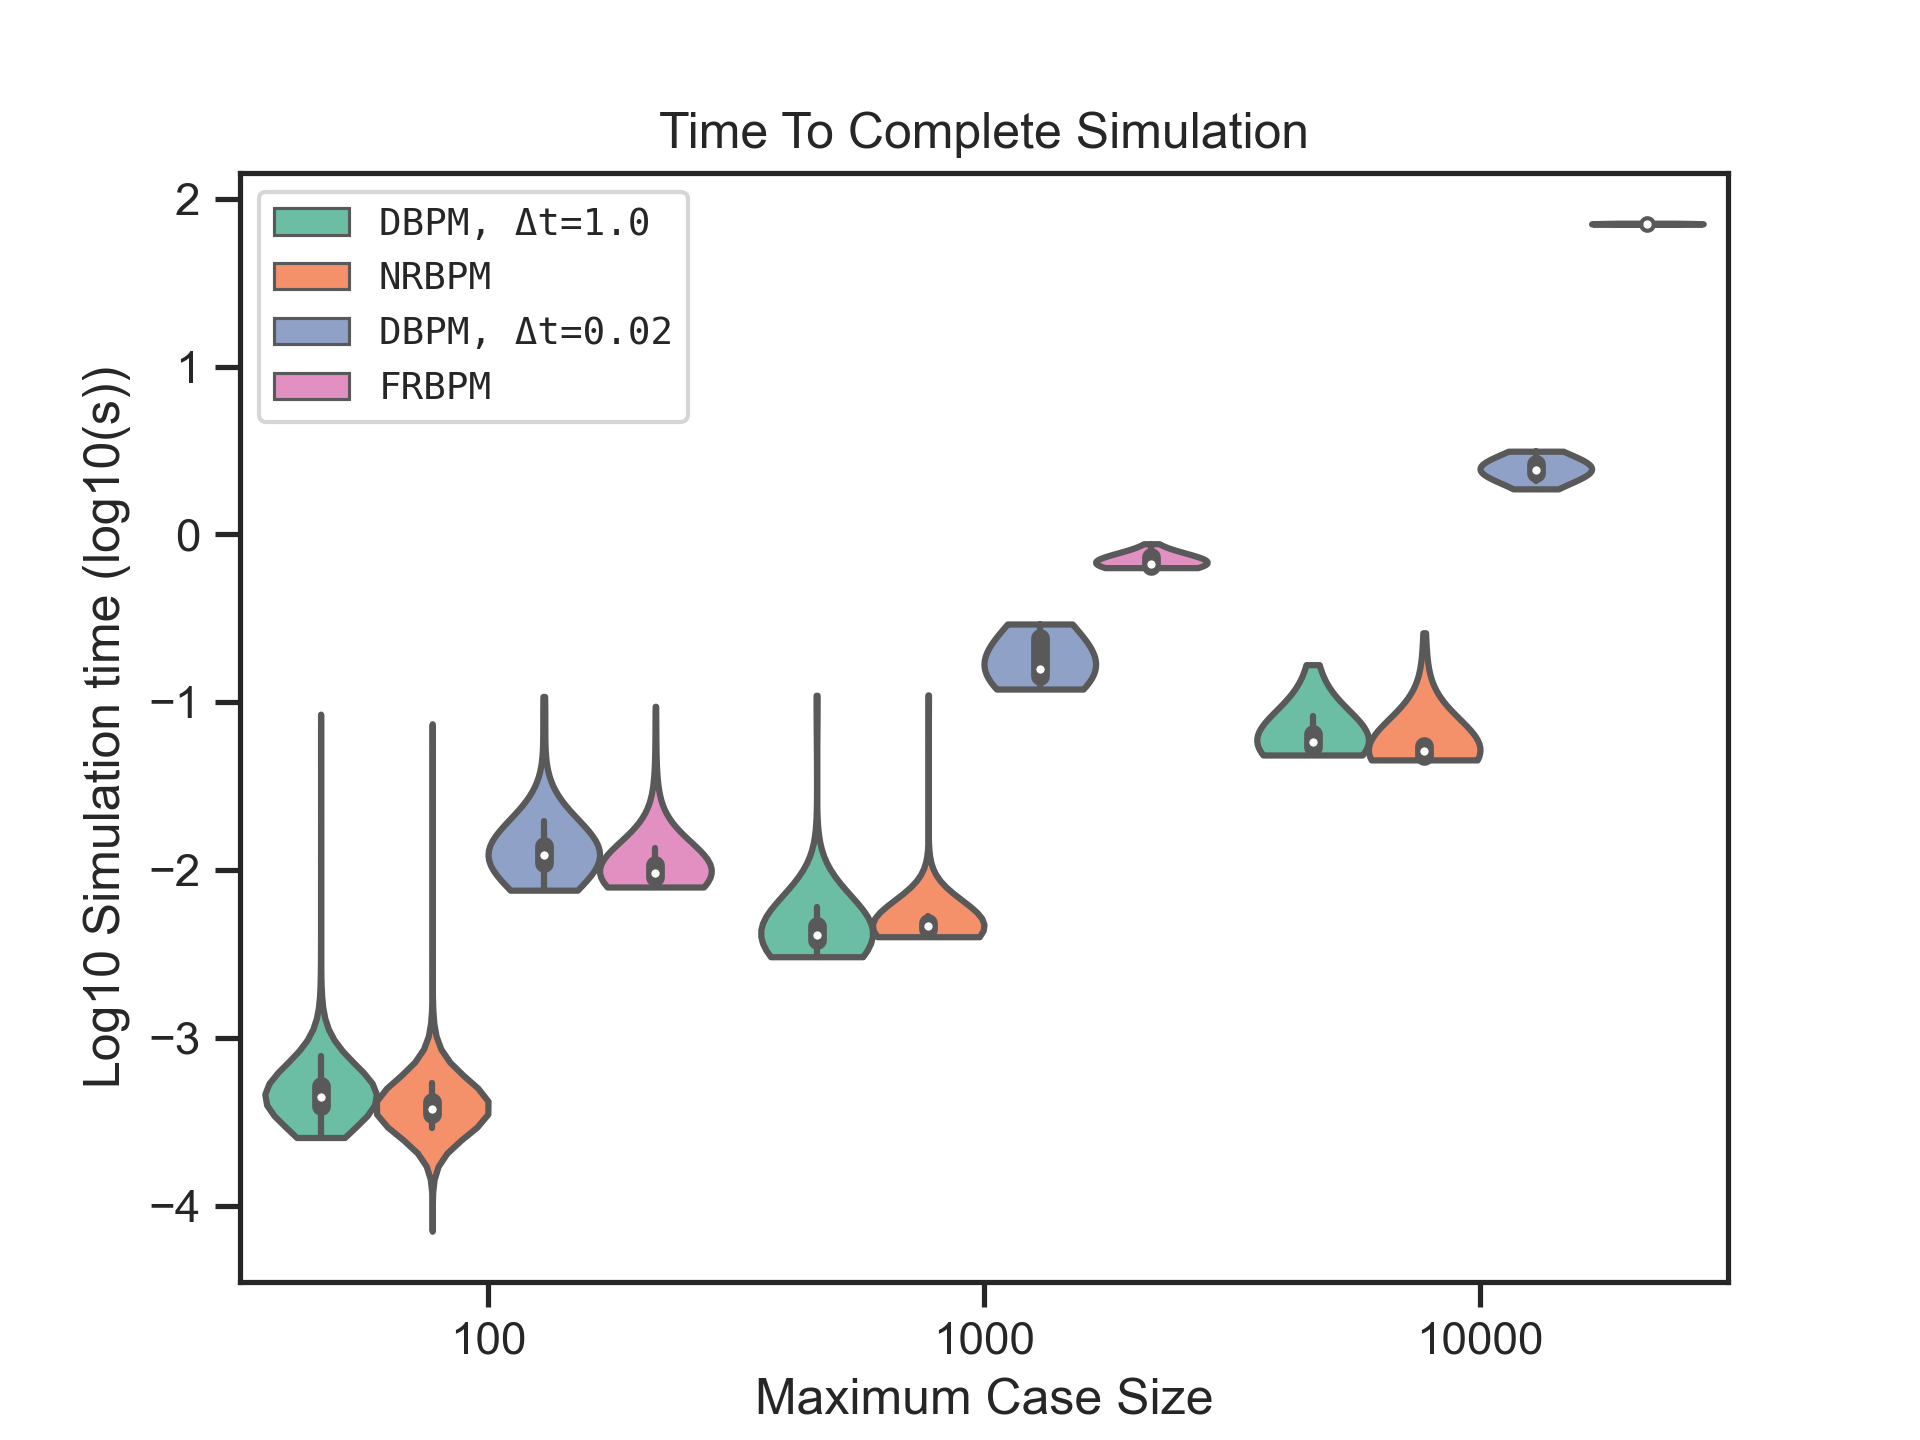 Time To Complete Simulation
DBPM, Δt=1.0
NRBPM
DBPM, Δt=0.02
FRBPM
Log10 Simulation time (log10(s))
2
1
0
−1
−2
−3
−4
100
1000
10000
Maximum Case Size